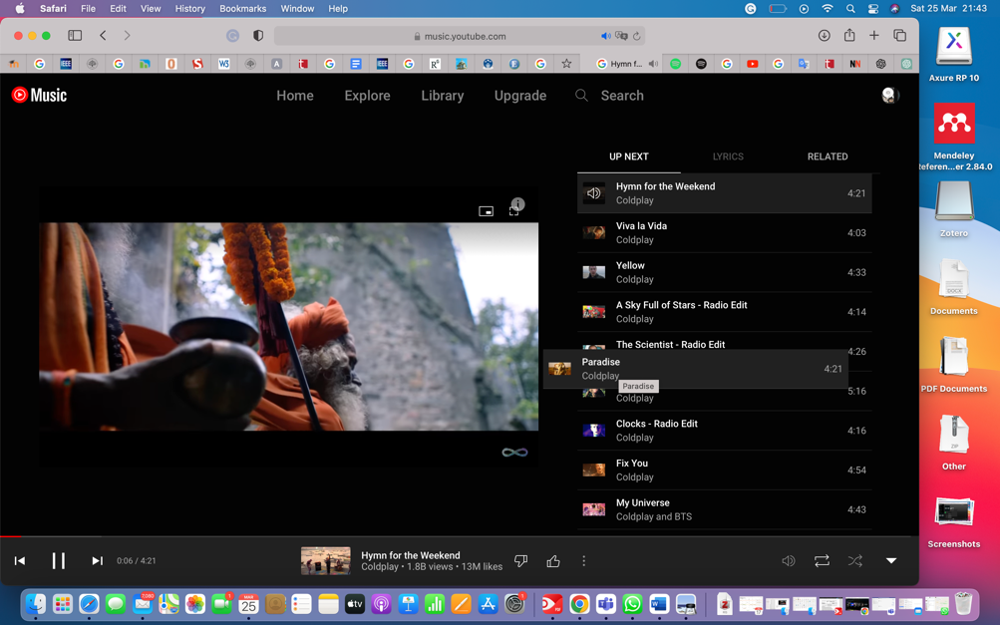 Safari File Edit View History Bookmarks Window Help Sat 25 Mar 21:43
music.youtube.com
Hymn f...
Music Home Explore Library Upgrade Search
UP NEXT LYRICS RELATED
Hymn for the Weekend
Coldplay
4:21
Viva la Vida
Coldplay
4:03
Yellow
Coldplay
4:33
A Sky Full of Stars - Radio Edit
Coldplay
4:14
The Scientist - Radio Edit
4:26
Paradise
Coldplay
4:21
Paradise
Coldplay
5:16
Clocks - Radio Edit
Coldplay
4:16
Fix You
Coldplay
4:54
My Universe
Coldplay and BTS
4:43
0:06 / 4:21
Hymn for the Weekend
Coldplay • 1.8B views • 13M likes
Axure RP 10
Mendeley
Referen...er 2.84.0
Zotero
DOCX
Documents
PDF Documents
ZIP
Other
Screenshots
MAR
25
tv